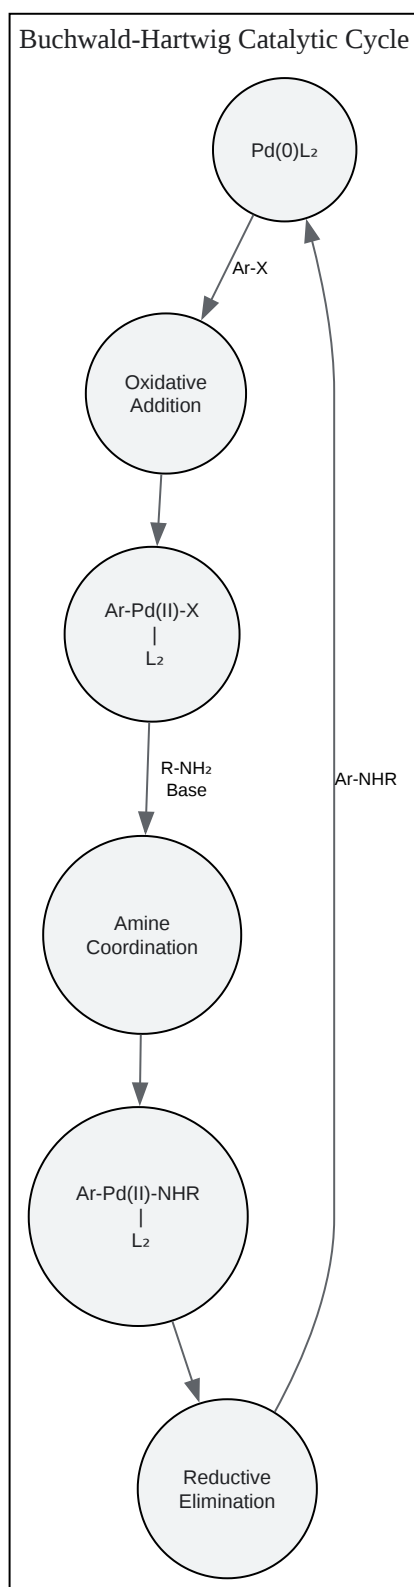 Buchwald-Hartwig Catalytic Cycle
Pd(0)L₂
Ar-X
Oxidative
Addition
Ar-Pd(II)-X
|
L₂
R-NH₂
Base
Ar-NHR
Amine
Coordination
Ar-Pd(II)-NHR
|
L₂
Reductive
Elimination